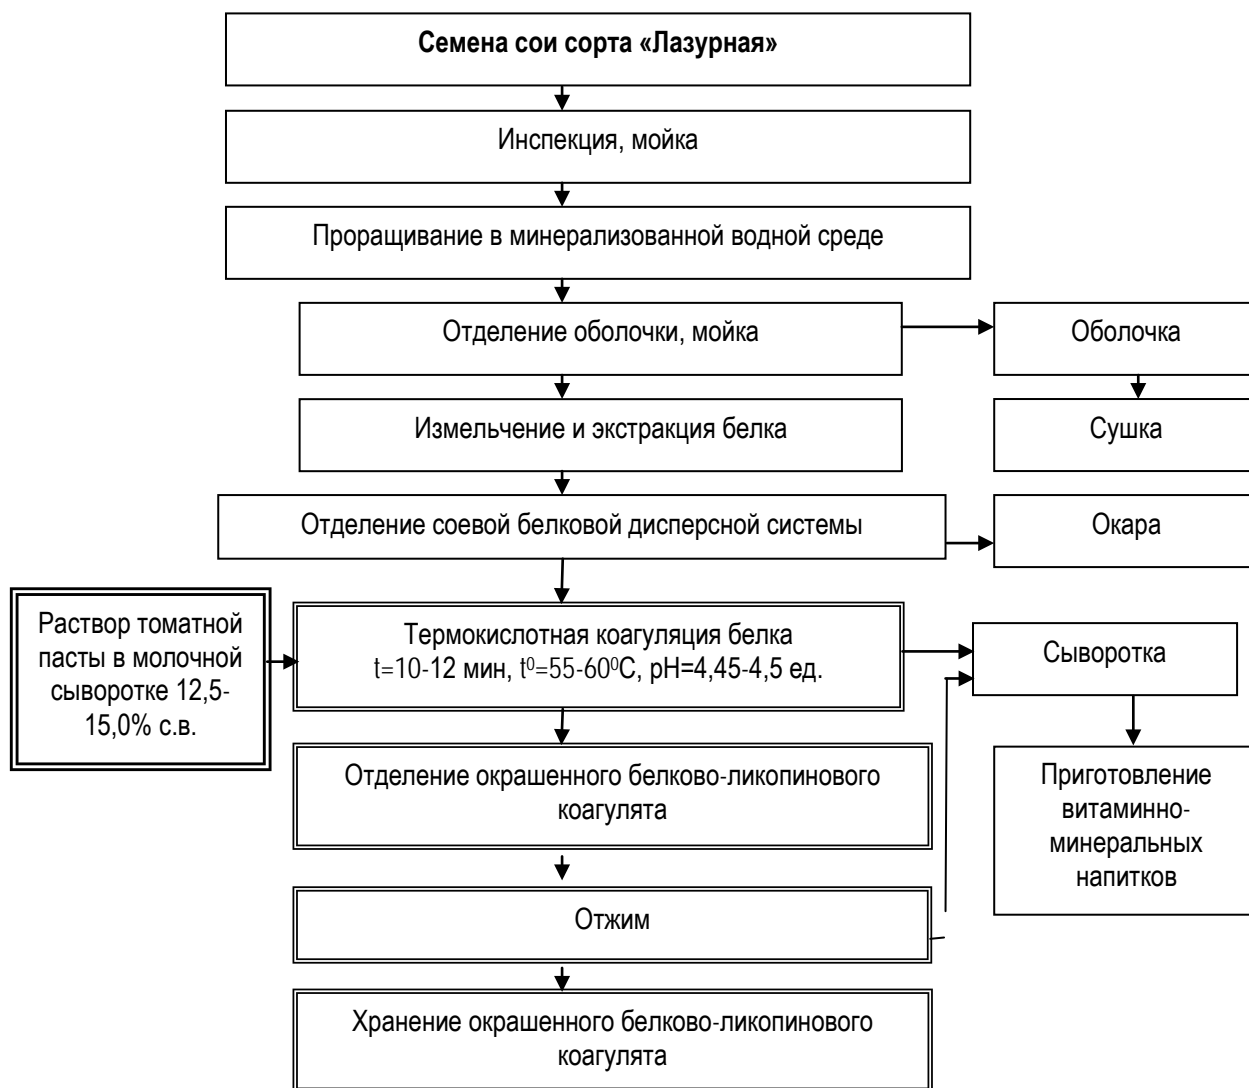 Семена сои сорта «Лазурная»
Инспекция, мойка
Проращивание в минерализованной водной среде
Отделение оболочки, мойка
Оболочка
Измельчение и экстракция белка
Сушка
Отделение соевой белковой дисперсной системы
Окара
Раствор томатной
пасты в молочной
сыворотке 12,5-
15,0% с.в.
Термокислотная коагуляция белка
t=10-12 мин, t⁰=55-60⁰С, pH=4,45-4,5 ед.
Сыворотка
Отделение окрашенного белково-ликопинового
коагулята
Приготовление
витаминно-
минеральных
напитков
Отжим
Хранение окрашенного белково-ликопинового
коагулята